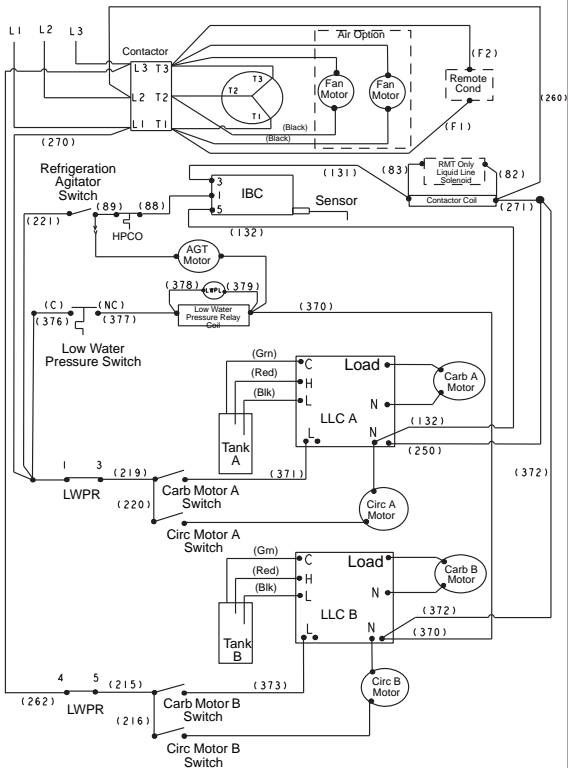 L1 L2 L3
Contactor
Air Option
(F2)
L3 T3
T3
Fan
Motor
Fan
Motor
Remote
Cond
L2 T2
T2
(260)
L1 T1
T1
(Black)
(Black)
(F1)
(270)
Refrigeration
Agitator
Switch
(131)
(83)
RMT Only
Liquid Line
Solenoid
(82)
3
1
5
IBC
Sensor
Contactor Coil
(271)
(221)
(89)
(88)
HPCO
(132)
AGT
Motor
(378)
LWPL
(379)
(C)
(NC)
(376)
(377)
Low Water
Pressure Relay
Coil
(370)
Low Water
Pressure Switch
(Grn)
(Red)
(Blk)
C
H
L
Load
N
LLC A
L
N
Carb A
Motor
Tank
A
(132)
(250)
1
3
(219)
(371)
(372)
LWPR
Carb Motor A
Switch
(220)
Circ A
Motor
Circ Motor A
Switch
(Grn)
(Red)
(Blk)
C
H
L
Load
N
LLC B
L
N
Carb B
Motor
Tank
B
(372)
(370)
4
5
(215)
(373)
(262)
LWPR
Carb Motor B
Switch
(216)
Circ B
Motor
Circ Motor B
Switch